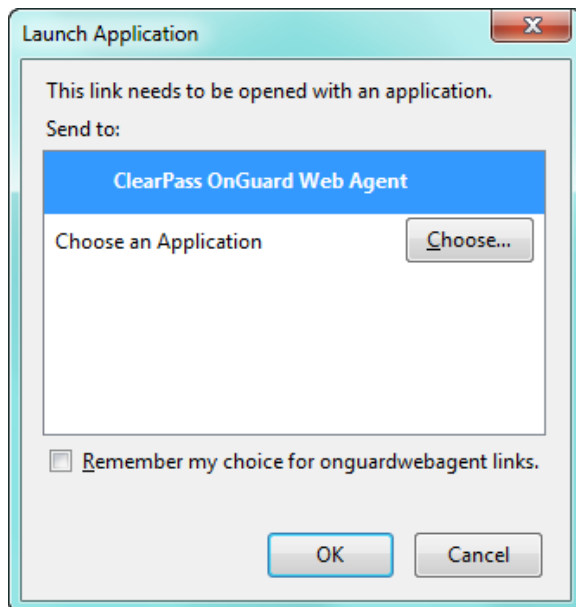 Launch Application
This link needs to be opened with an application.
Send to:
ClearPass OnGuard Web Agent
Choose an Application
Choose...
Remember my choice for onguardwebagent links.
OK
Cancel